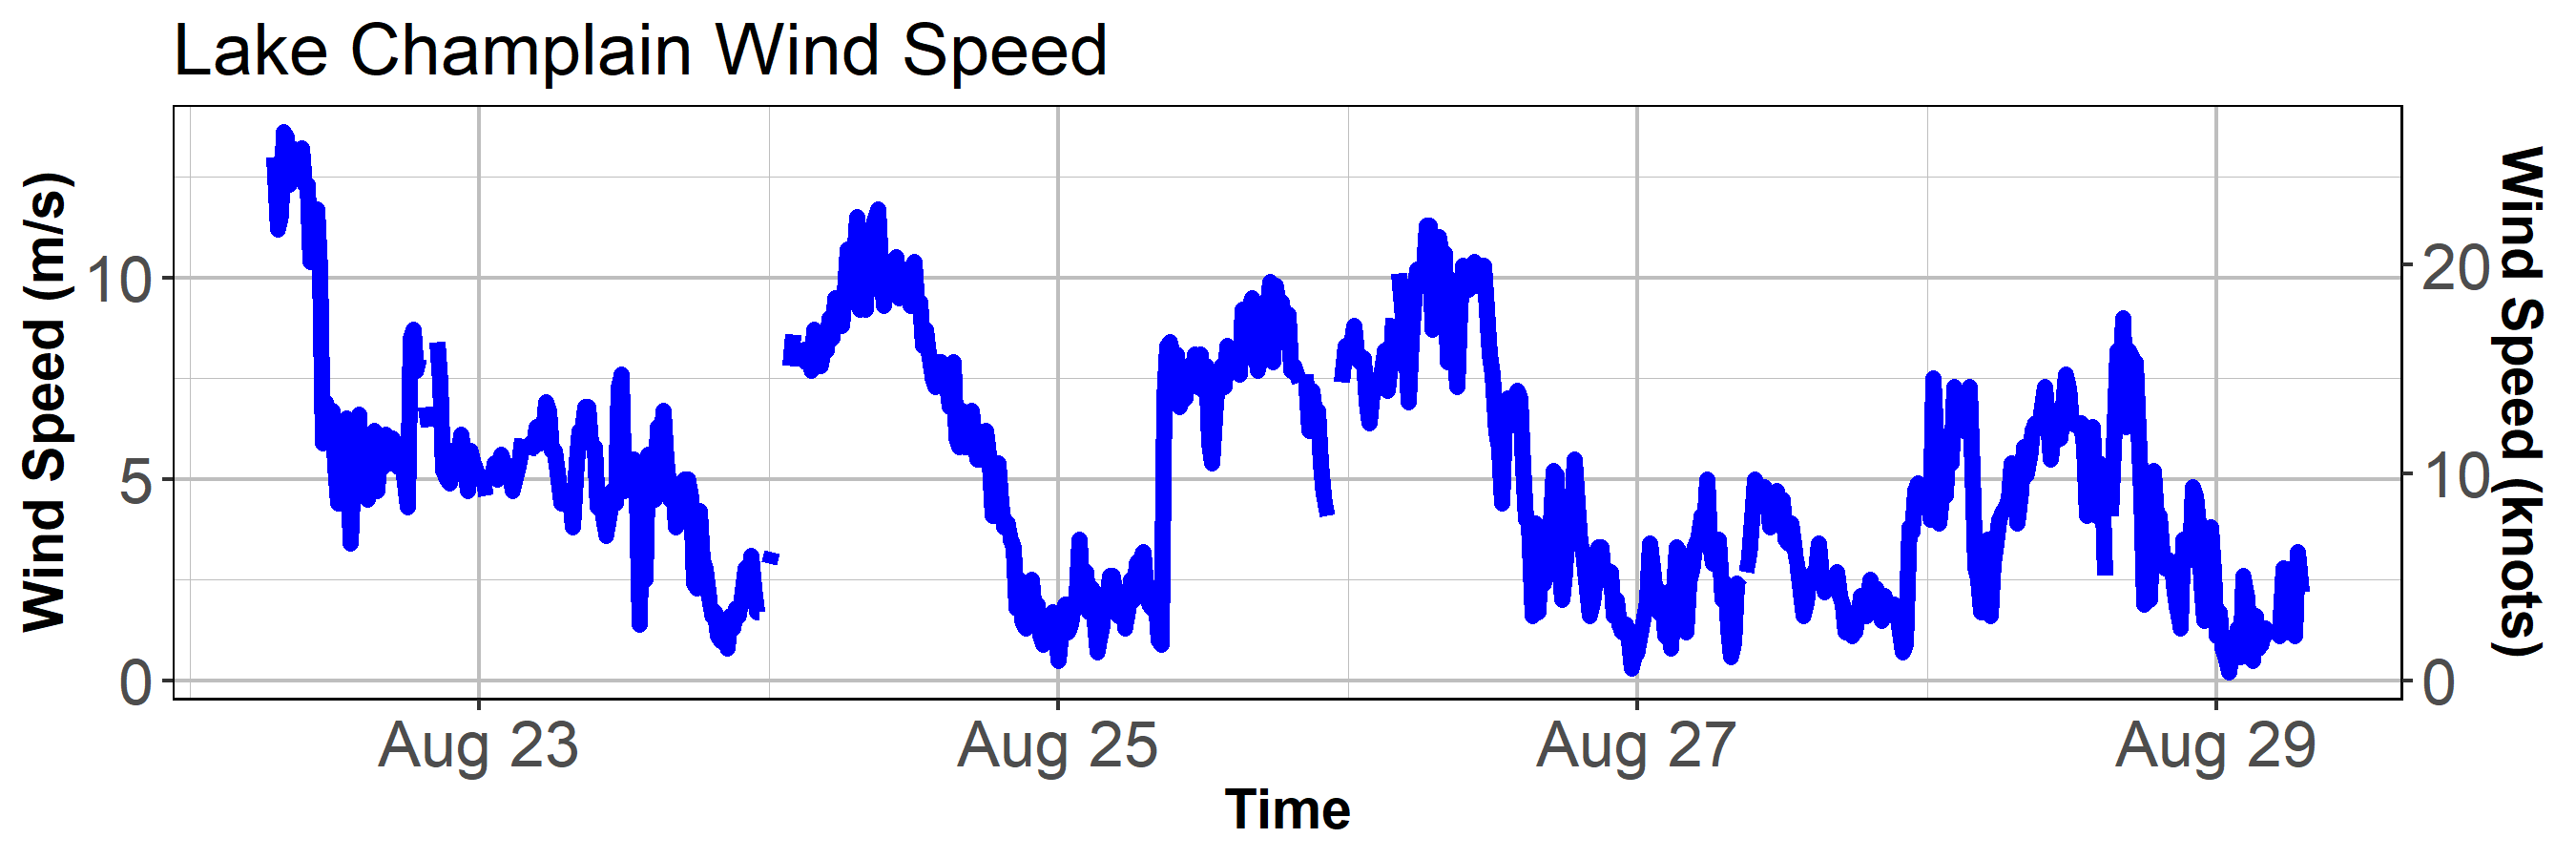 Lake Champlain Wind Speed
Wind Speed (m/s)
10
5
0
20
10
0
Wind Speed (knots)
Aug 23
Aug 25
Aug 27
Aug 29
Time